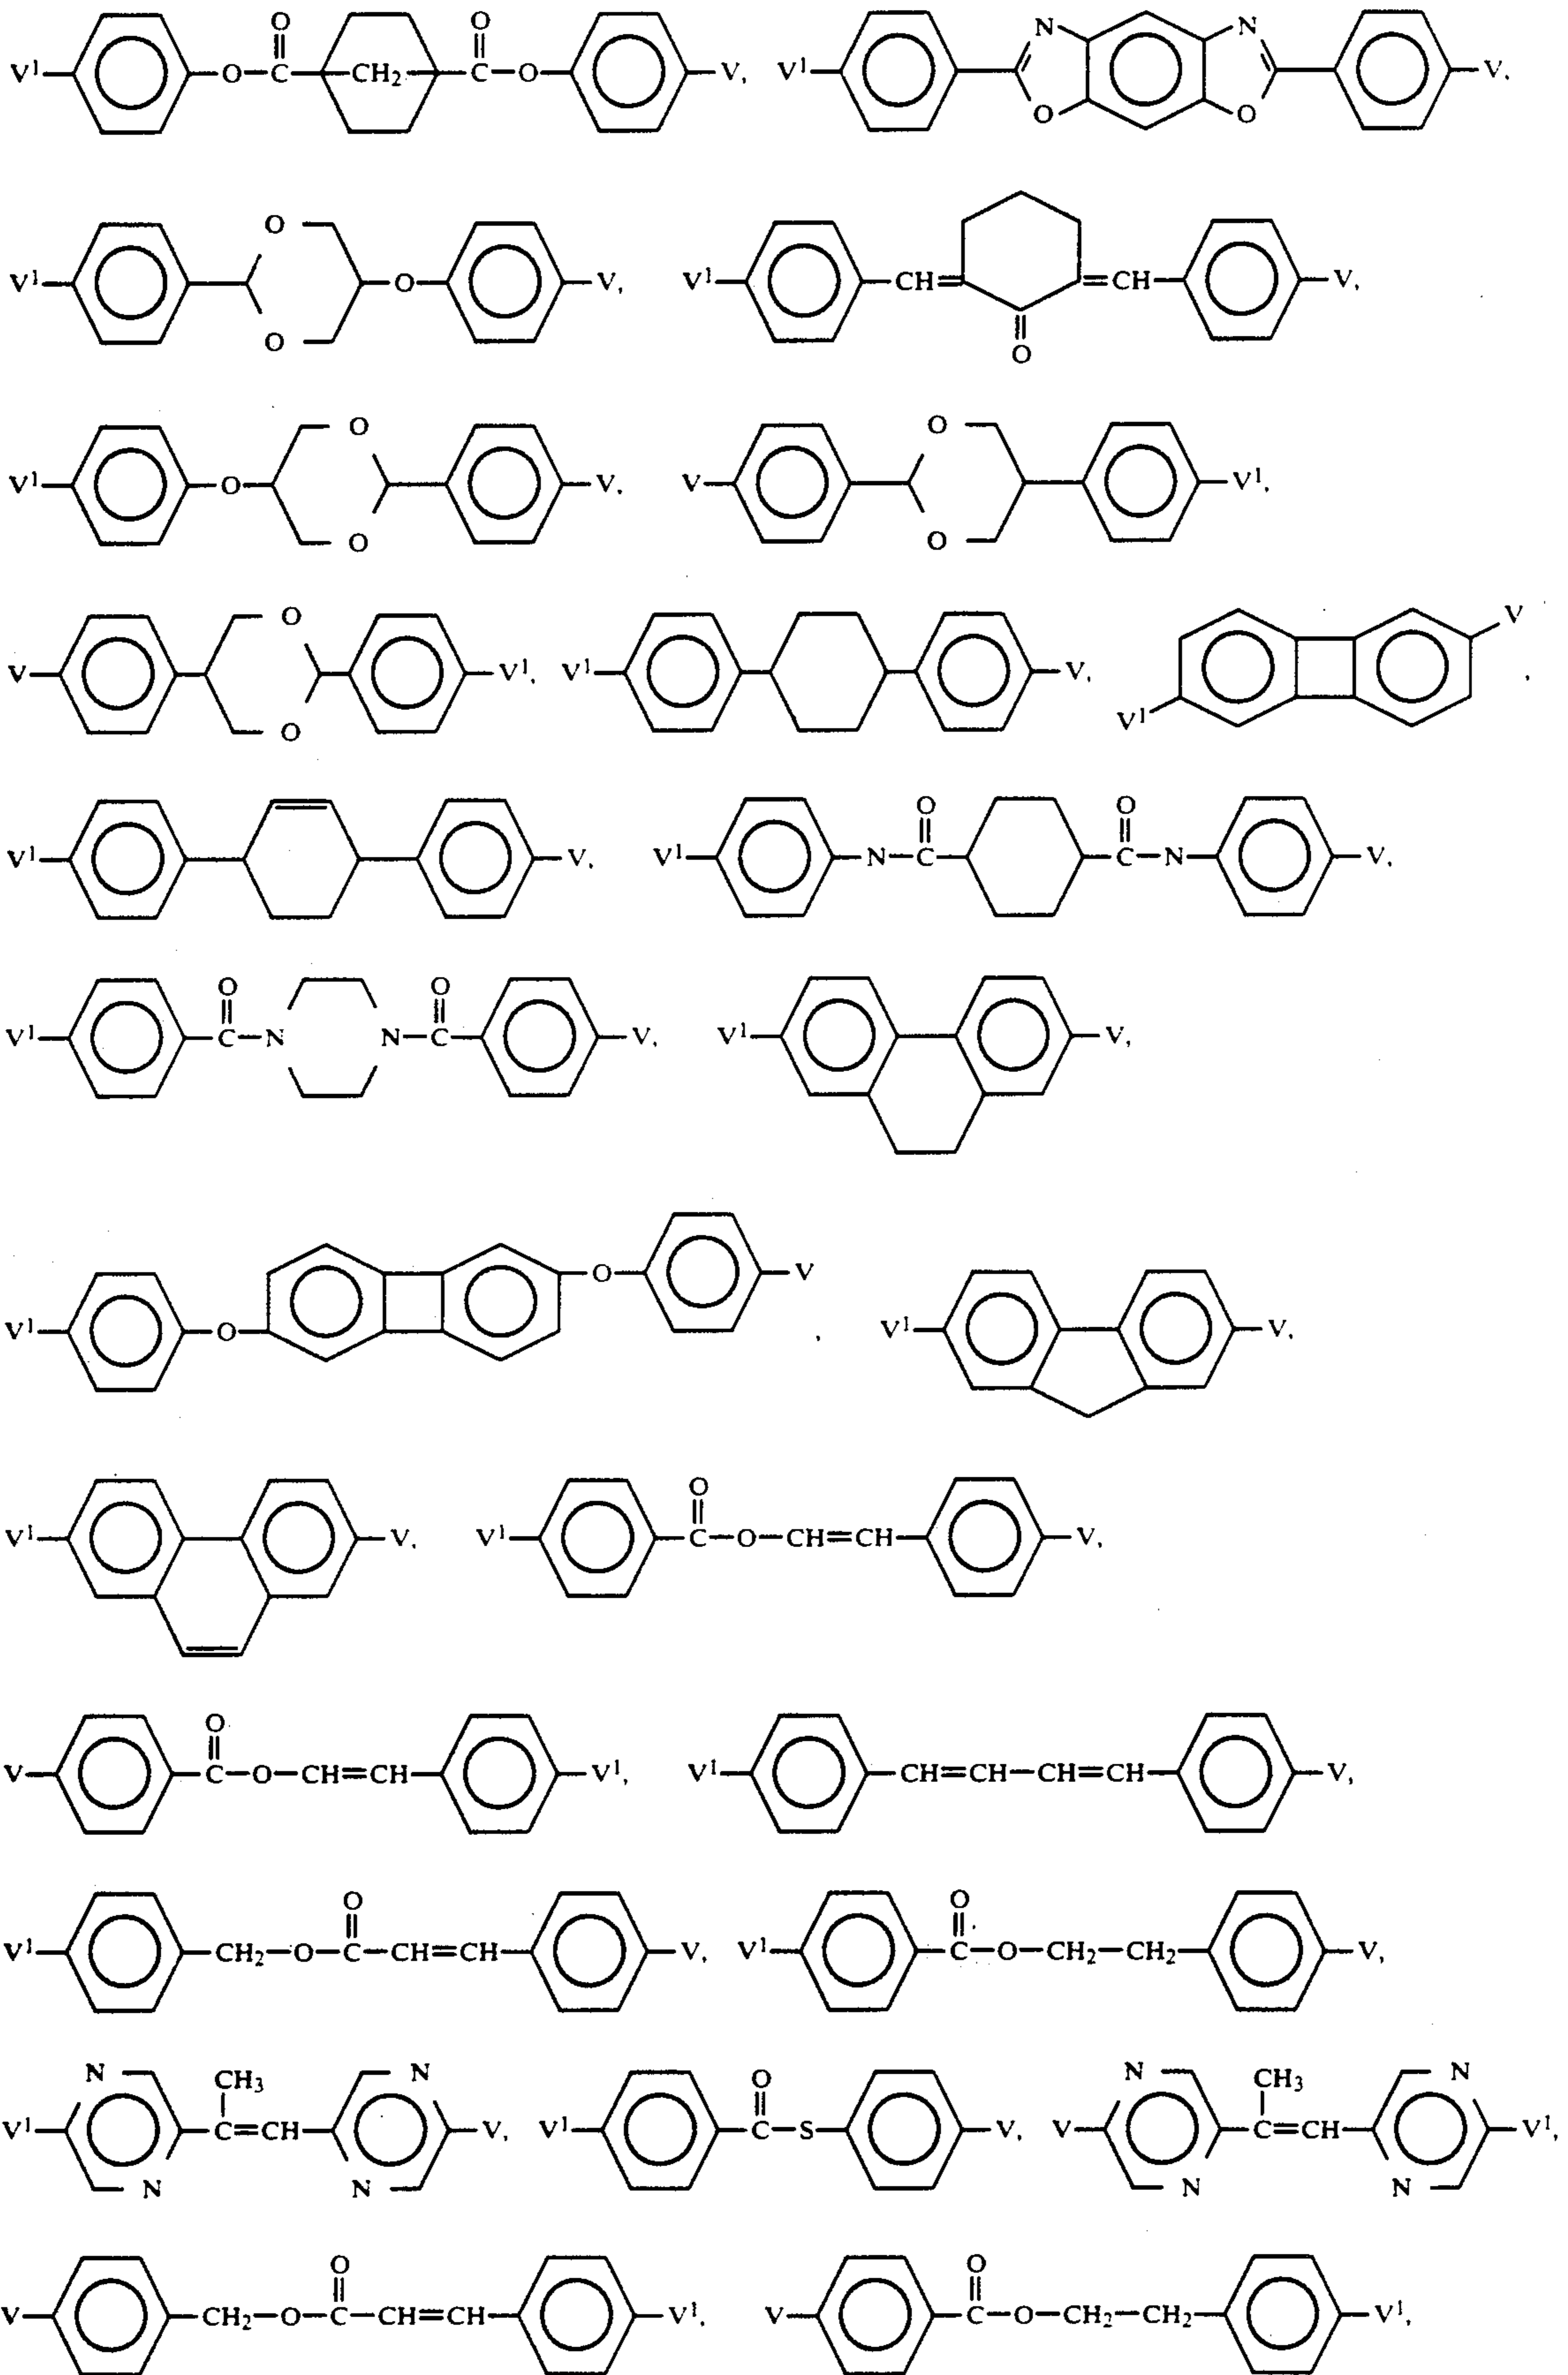 O O N N
V¹ O—C CH₂ C—O V, V¹ O O V,
O
V¹ O V, V¹ CH= =CH V,
O O
O O
V¹ O V, V V¹,
O O
O V
V V¹, V¹ V, ,
O V¹
O O
V¹ V, V¹ N—C C—N V,
O O
V¹ C—N N—C V, V¹ V,
O V
V¹ O , V¹ V,
O
V¹ V, V¹ C—O—CH=CH V,
O
V C—O—CH=CH V¹, V¹ CH=CH—CH=CH V,
O O
V¹ CH₂—O—C—CH=CH V, V¹ C—O—CH₂—CH₂ V,
N CH₃ N O N CH₃ N
V¹ C=CH V, V¹ C—S V, V C=CH V¹,
N N N N
O O
V CH₂—O—C—CH=CH V¹, V C—O—CH₂—CH₂ V¹,